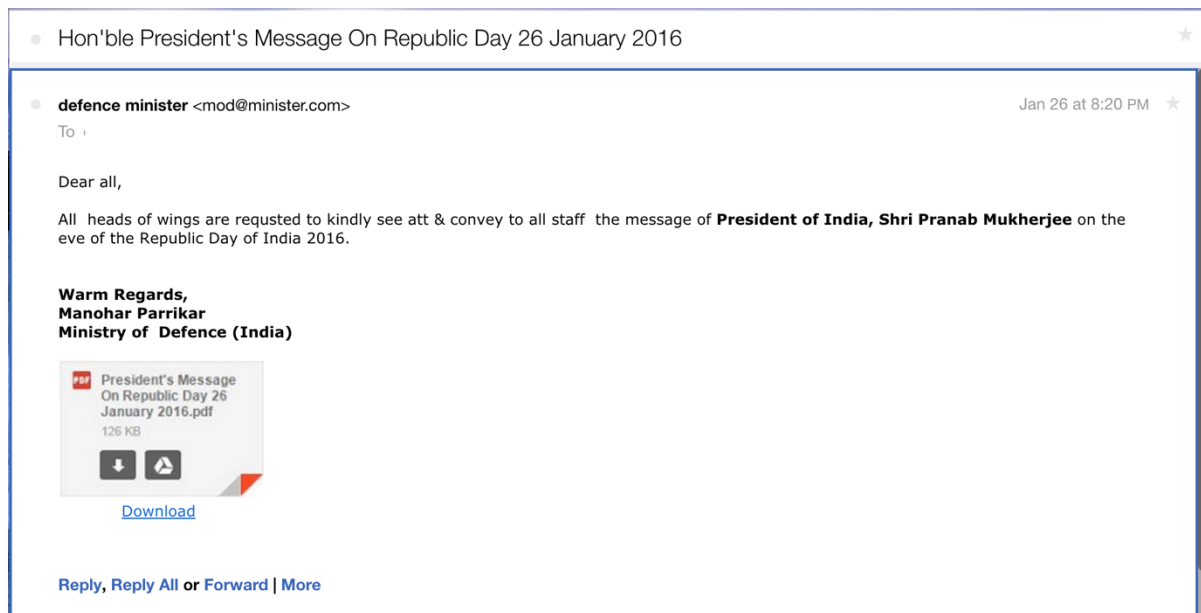 Hon'ble President's Message On Republic Day 26 January 2016
defence minister <mod@minister.com>
Jan 26 at 8:20 PM
To
Dear all,
All heads of wings are requsted to kindly see att & convey to all staff the message of President of India, Shri Pranab Mukherjee on the
eve of the Republic Day of India 2016.
Warm Regards,
Manohar Parrikar
Ministry of Defence (India)
PDF
President's Message
On Republic Day 26
January 2016.pdf
126 KB
Download
Reply, Reply All or Forward | More